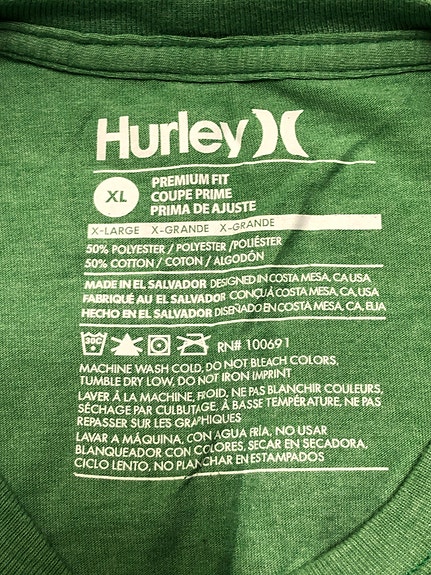 Hurley
XL
PREMIUM FIT
COUPE PRIME
PRIMA DE AJUSTE
X-LARGE X-GRANDE X-GRANDE
50% POLYESTER / POLYESTER /POLIÉSTER
50% COTTON / COTON / ALGODÓN
MADE IN EL SALVADOR DESIGNED IN COSTA MESA, CA USA
FABRIQUÉ AU EL SALVADOR CONÇU À COSTA MESA, CA, USA
HECHO EN EL SALVADOR DISEÑADO EN COSTA MESA, CA, EUA
30C RN# 100691
MACHINE WASH COLD, DO NOT BLEACH COLORS,
TUMBLE DRY LOW, DO NOT IRON IMPRINT
LAVER À LA MACHINE, FROID, NE PAS BLANCHIR COULEURS,
SÉCHAGE PAR CULBUTAGE, À BASSE TEMPÉRATURE, NE PAS
REPASSER SUR LES GRAPHIQUES
LAVAR A MÁQUINA, CON AGUA FRÍA, NO USAR
BLANQUEADOR CON COLORES, SECAR EN SECADORA,
CICLO LENTO, NO PLANCHAR EN ESTAMPADOS